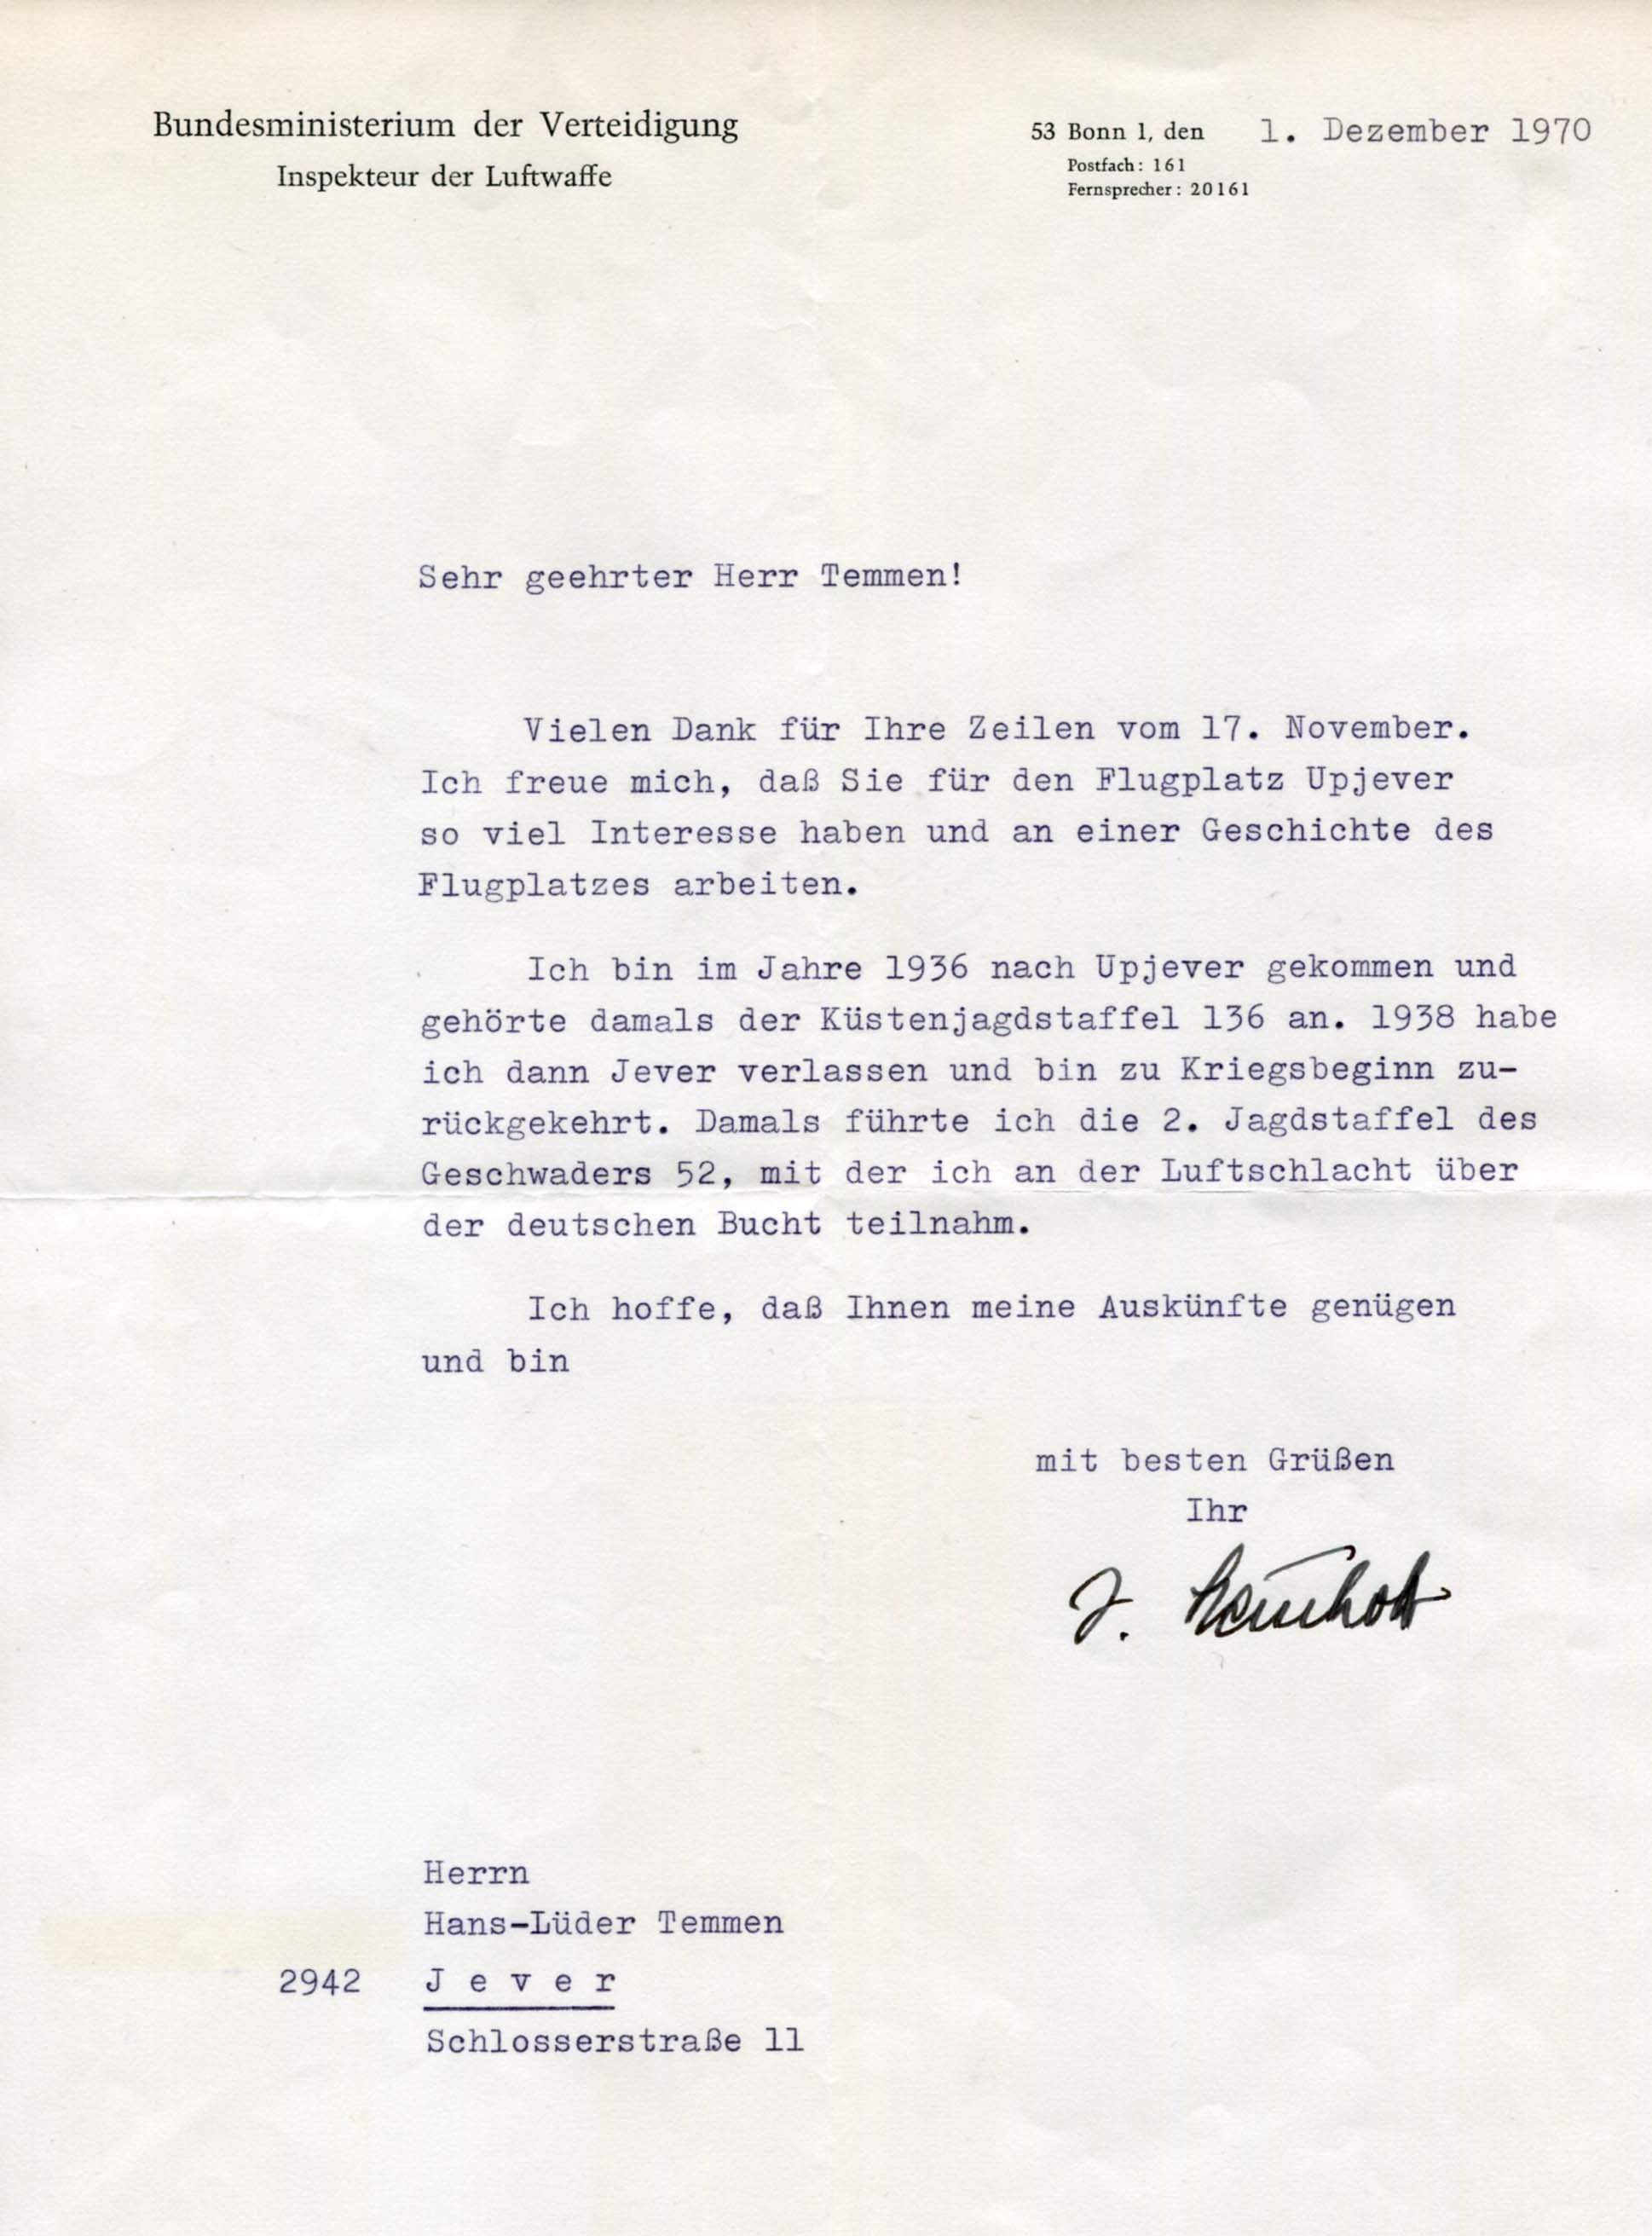 Bundesministerium der Verteidigung
Inspekteur der Luftwaffe
53 Bonn 1, den 1. Dezember 1970
Postfach: 161
Fernsprecher: 20161
Sehr geehrter Herr Temmen!
Vielen Dank für Ihre Zeilen vom 17. November.
Ich freue mich, daß Sie für den Flugplatz Upjever
so viel Interesse haben und an einer Geschichte des
Flugplatzes arbeiten.
Ich bin im Jahre 1936 nach Upjever gekommen und
gehörte damals der Küstenjagdstaffel 136 an. 1938 habe
ich dann Jever verlassen und bin zu Kriegsbeginn zu-
rückgekehrt. Damals führte ich die 2. Jagdstaffel des
Geschwaders 52, mit der ich an der Luftschlacht über
der deutschen Bucht teilnahm.
Ich hoffe, daß Ihnen meine Auskünfte genügen
und bin
mit besten Grüßen
Ihr
J.
Herrn
Hans-Lüder Temmen
2942 J e v e r
Schlosserstraße 11